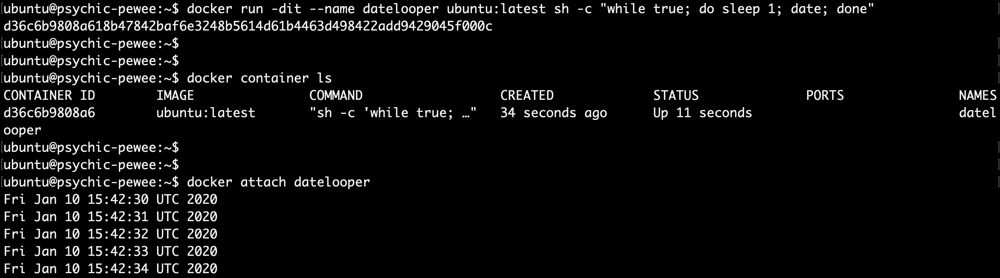 ubuntu@psychic-pewee:~$ docker run -dit --name datelooper ubuntu:latest sh -c "while true; do sleep 1; date; done"
d36c6b9808a618b47842baf6e3248b5614d61b4463d498422add9429045f000c
ubuntu@psychic-pewee:~$
ubuntu@psychic-pewee:~$
ubuntu@psychic-pewee:~$ docker container ls
CONTAINER ID        IMAGE               COMMAND                  CREATED             STATUS              PORTS               NAMES
d36c6b9808a6        ubuntu:latest       "sh -c 'while true; …"   34 seconds ago      Up 11 seconds                           datel
ooper
ubuntu@psychic-pewee:~$
ubuntu@psychic-pewee:~$
ubuntu@psychic-pewee:~$ docker attach datelooper
Fri Jan 10 15:42:30 UTC 2020
Fri Jan 10 15:42:31 UTC 2020
Fri Jan 10 15:42:32 UTC 2020
Fri Jan 10 15:42:33 UTC 2020
Fri Jan 10 15:42:34 UTC 2020